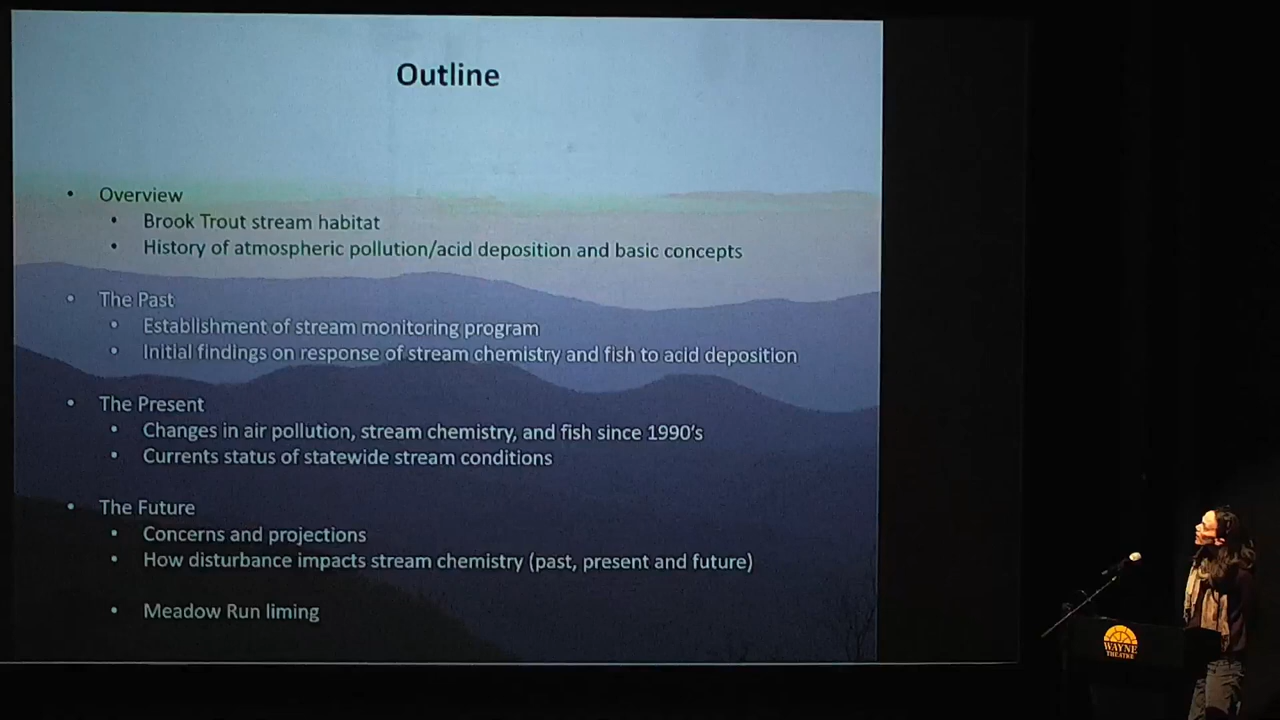 Outline
• Overview
• Brook Trout stream habitat
• History of atmospheric pollution/acid deposition and basic concepts
• The Past
• Establishment of stream monitoring program
• Initial findings on response of stream chemistry and fish to acid deposition
• The Present
• Changes in air pollution, stream chemistry, and fish since 1990's
• Currents status of statewide stream conditions
• The Future
• Concerns and projections
• How disturbance impacts stream chemistry (past, present and future)
• Meadow Run liming
WAYNE
THEATRE